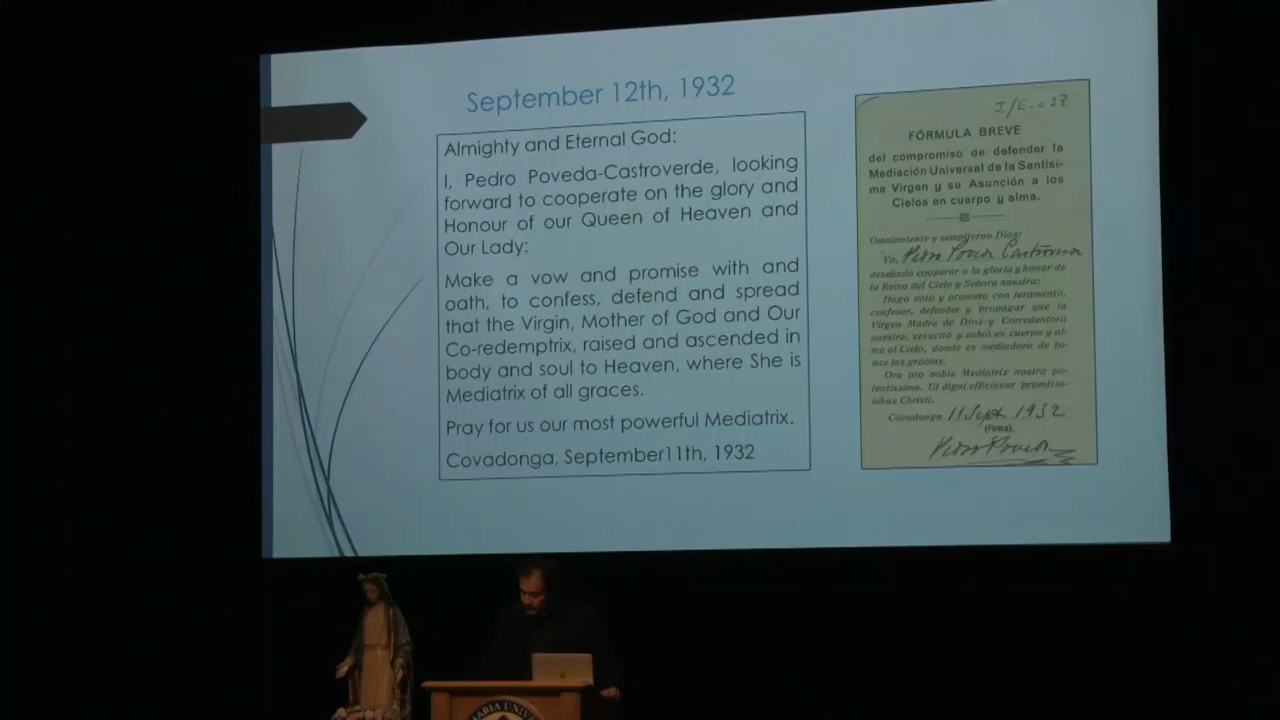 September 12th, 1932
Almighty and Eternal God:
I, Pedro Poveda-Castroverde, looking
forward to cooperate on the glory and
Honour of our Queen of Heaven and
Our Lady:
Make a vow and promise with and
oath, to confess, defend and spread
that the Virgin, Mother of God and Our
Co-redemptrix, raised and ascended in
body and soul to Heaven, where She is
Mediatrix of all graces.
Pray for us our most powerful Mediatrix.
Covadonga, September11th, 1932
FÓRMULA BREVE
del compromiso de defender la
Mediación Universal de la Santísi-
ma Virgen y su Asunción a los
Cielos en cuerpo y alma.
Omnipotente y sempiterno Dios:
Yo,
deseando cooperar a la gloria y honor de
la Reina del Cielo y Señora nuestra:
Hago voto y prometo con juramento,
confesar, defender y propagar que la
Virgen Madre de Dios y Corredentora
nuestra, resucitó y subió en cuerpo y al-
ma al Cielo, donde es mediadora de to-
das las gracias.
Ora pro nobis Mediatrix nostra po-
tentissima. Ut digni efficiamur promissio-
nibus Christi.
Covadonga 11 Sept 1932
(Firma).
MARIA UNIV